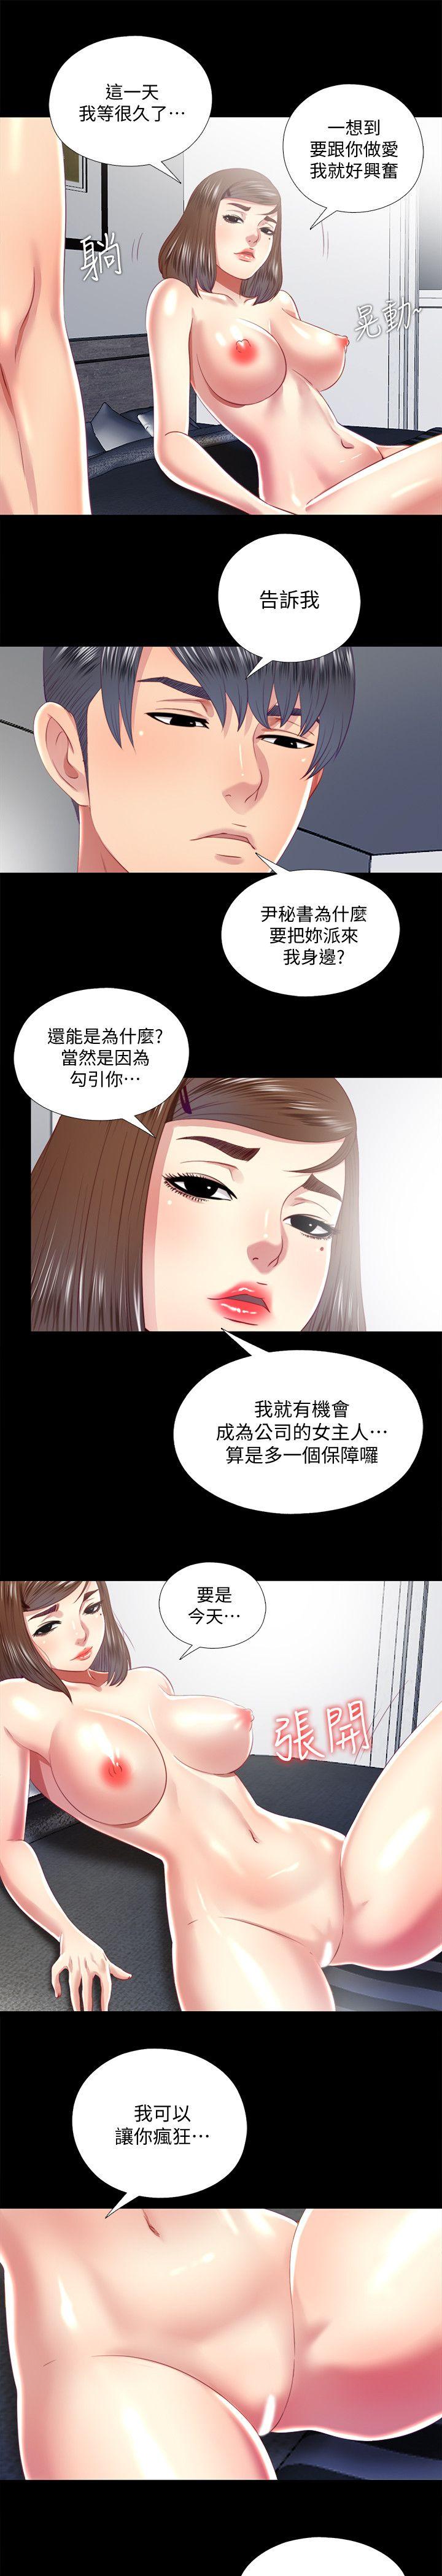 這一天
我等很久了⋯
一想到
要跟你做愛
我就好興奮
躺
晃動~
告訴我
尹秘書為什麼
要把妳派來
我身邊?
還能是為什麼?
當然是因為
勾引你⋯
我就有機會
成為公司的女主人⋯
算是多一個保障囉
要是
今天⋯
張開
我可以
讓你瘋狂⋯